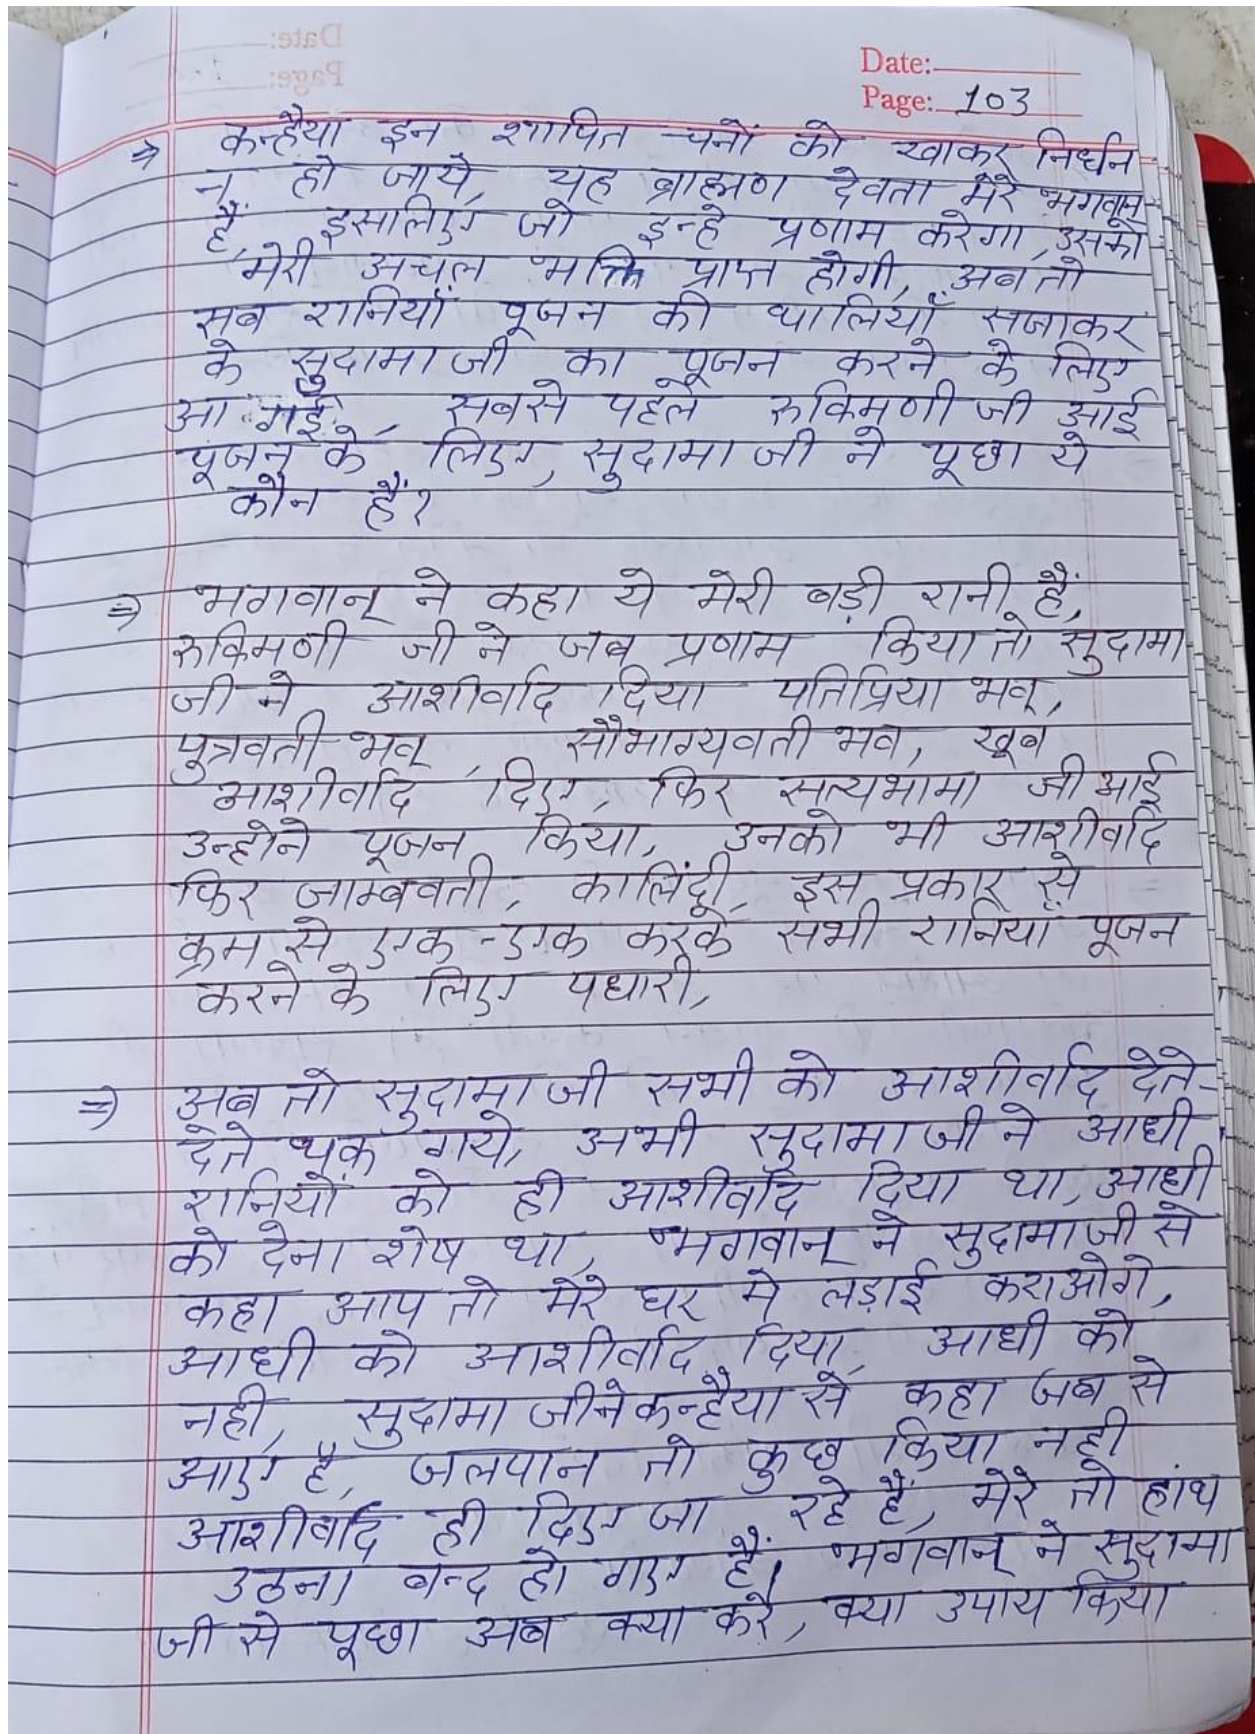 Date:
Page: 103
⇒ कन्हैया इन शापित चनों को खाकर निर्धन
न हो जाये, यह ब्राह्मण देवता मेरे भगवान
हैं, इसलिए जो इन्हे प्रणाम करेगा, उसको
मेरी अचल भक्ति प्राप्त होगी, अब तो
सब रानियाँ पूजन की थालियाँ सजाकर
के सुदामा जी का पूजन करने के लिए
आ गई, सबसे पहले रुक्मिणी जी आई
पूजन के लिए, सुदामा जी ने पूछा ये
कौन हैं?
⇒ भगवान् ने कहा ये मेरी बड़ी रानी हैं,
रुक्मिणी जी ने जब प्रणाम किया तो सुदामा
जी ने आशीर्वाद दिया पतिप्रिया भव्,
पुत्रवती भव्, सौभाग्यवती भव, खूब
आशीर्वाद दिए, फिर सत्यभामा जी आई
उन्होने पूजन किया, उनको भी आशीर्वाद
फिर जाम्बवती, कालिंदी, इस प्रकार से
क्रम से एक-एक करके सभी रानियाँ पूजन
करने के लिए पधारी,
⇒ अब तो सुदामा जी सभी को आशीर्वाद देते-
देते थक गये, अभी सुदामा जी ने आधी
रानियों को ही आशीर्वाद दिया था, आधी
को देना शेष था, भगवान् ने सुदामा जी से
कहा आप तो मेरे घर मे लड़ाई कराओगे,
आधी को आशीर्वाद दिया, आधी को
नही, सुदामा जी ने कन्हैया से कहा जब से
आए है, जलपान तो कुछ किया नही
आशीर्वाद ही दिए जा रहे हैं, मेरे तो हांथ
उठना बन्द हो गए हैं, भगवान् ने सुदामा
जी से पूछा अब क्या करे, क्या उपाय किया